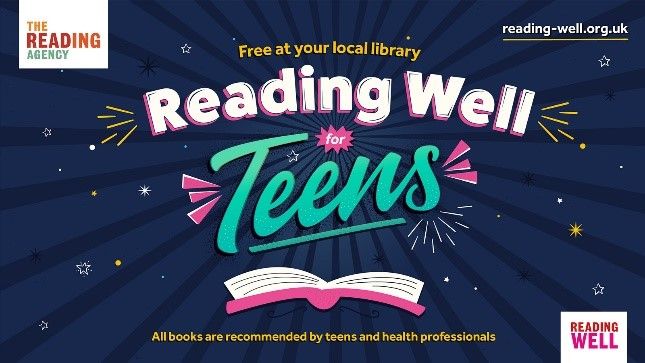 THE
READING
AGENCY
reading-well.org.uk
Free at your local library
Reading Well
for
Teens
All books are recommended by teens and health professionals
READING
WELL